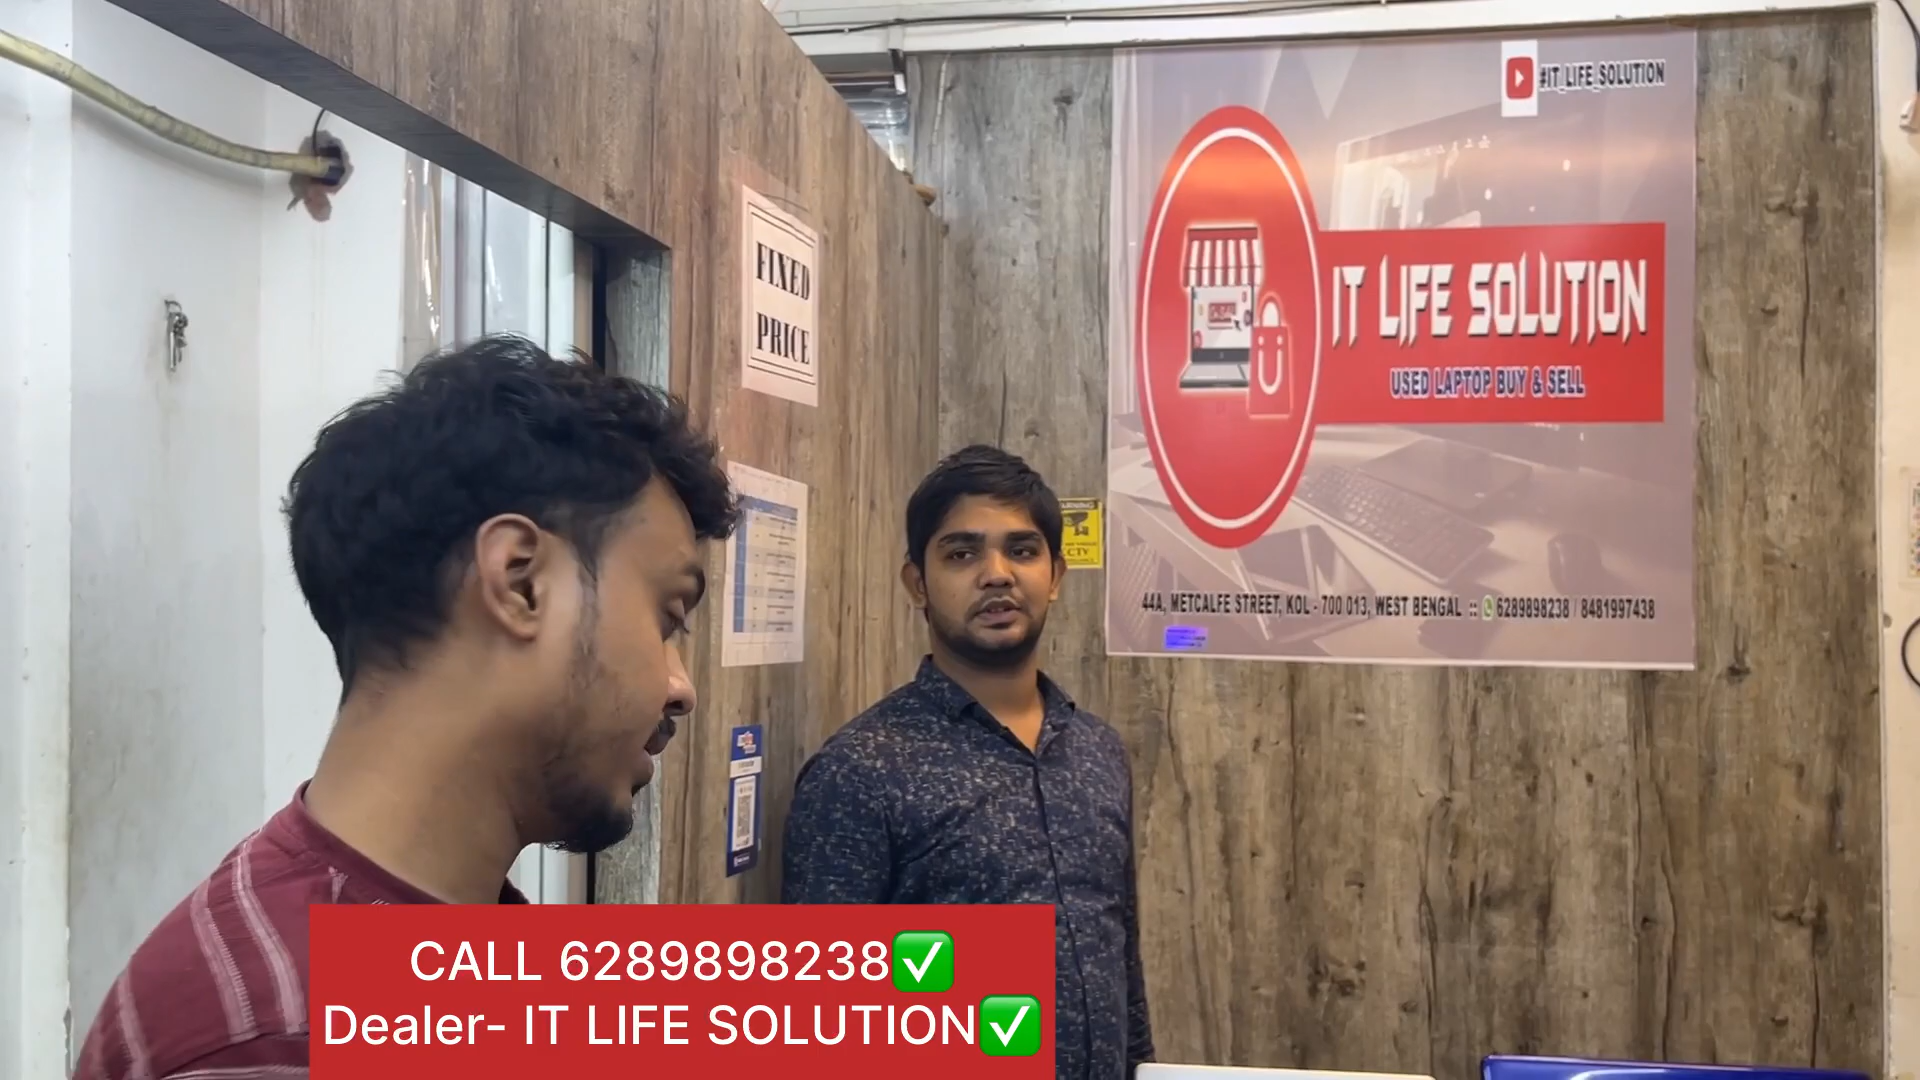 #IT_LIFE_SOLUTION
FIXED
PRICE
IT LIFE SOLUTION
USED LAPTOP BUY & SELL
CCTV
44A, METCALFE STREET, KOL - 700 013, WEST BENGAL :: 6289898238 / 8481997438
CALL 6289898238✅
Dealer- IT LIFE SOLUTION✅